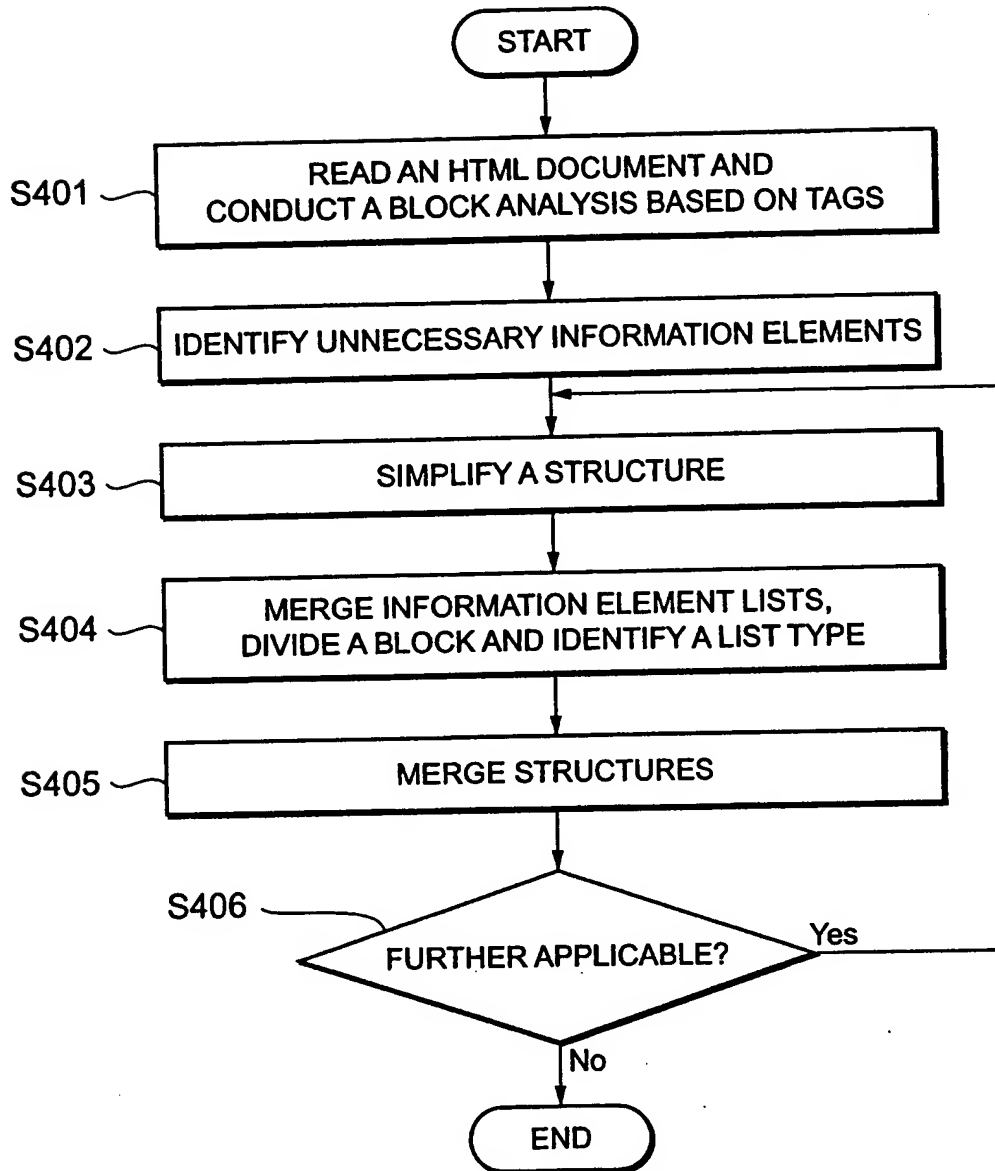 START
S401
READ AN HTML DOCUMENT AND
CONDUCT A BLOCK ANALYSIS BASED ON TAGS
S402
IDENTIFY UNNECESSARY INFORMATION ELEMENTS
S403
SIMPLIFY A STRUCTURE
S404
MERGE INFORMATION ELEMENT LISTS,
DIVIDE A BLOCK AND IDENTIFY A LIST TYPE
S405
MERGE STRUCTURES
S406
FURTHER APPLICABLE?
Yes
No
END